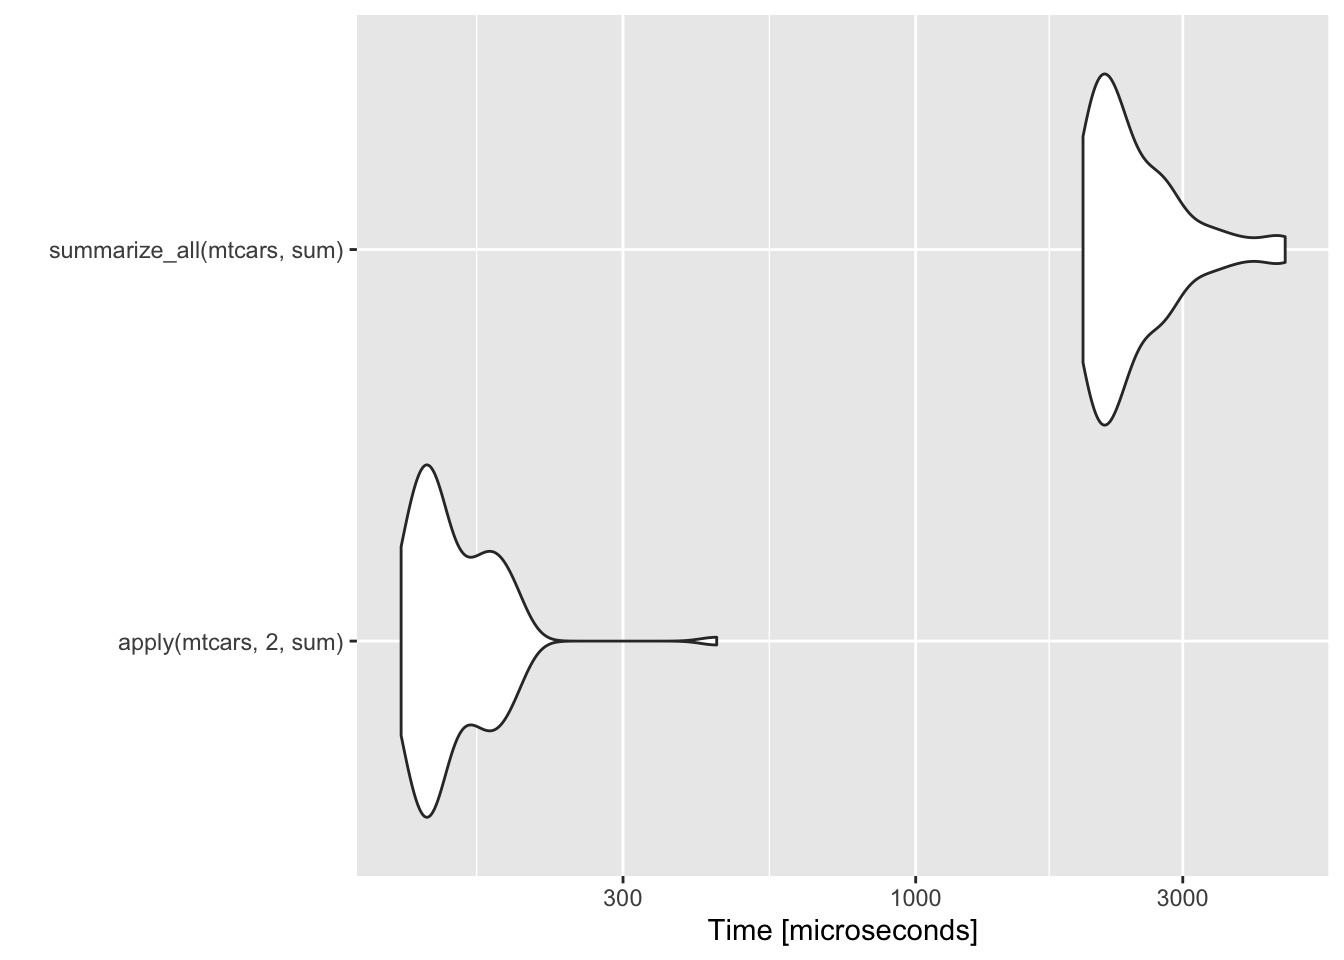 summarize_all(mtcars, sum)
apply(mtcars, 2, sum)
300 1000 3000
Time [microseconds]